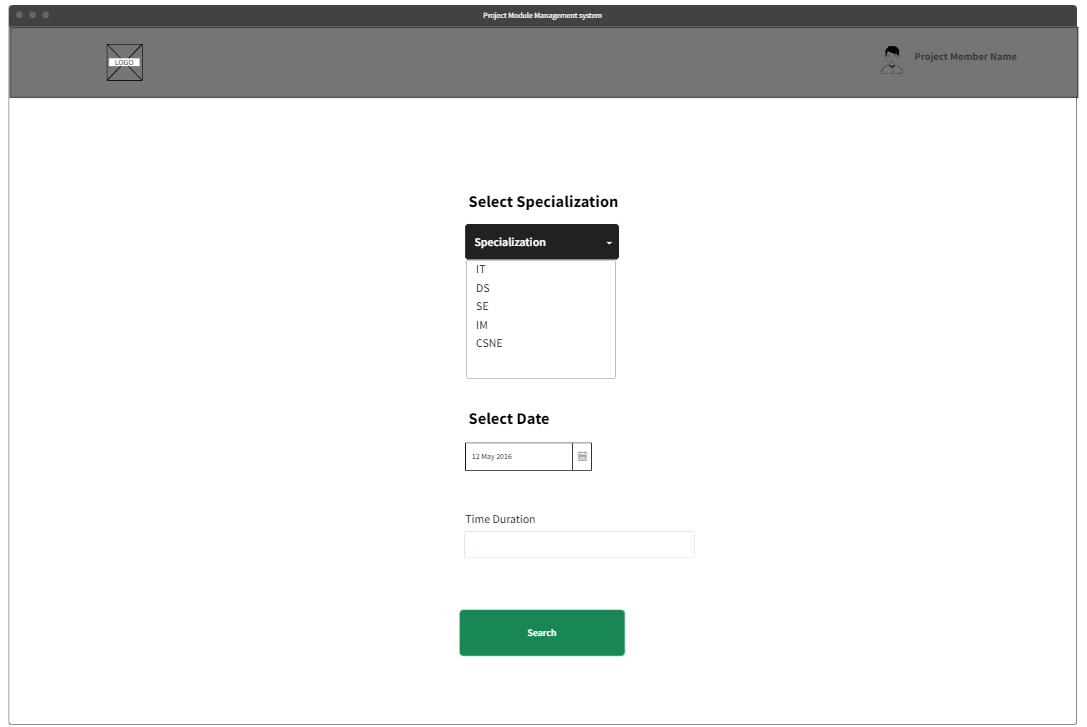 Project Module Management system
LOGO
Project Member Name
Select Specialization
Specialization
IT
DS
SE
IM
CSNE
Select Date
12 May 2016
Time Duration
Search